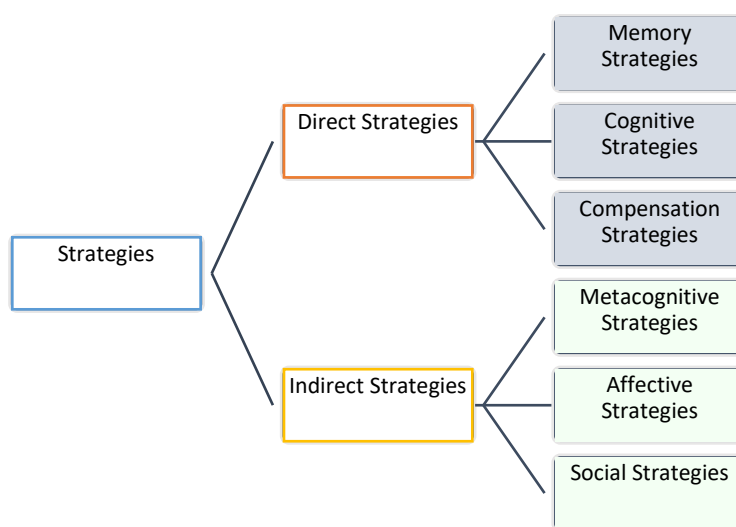 Memory
Strategies
Direct Strategies
Cognitive
Strategies
Compensation
Strategies
Strategies
Metacognitive
Strategies
Indirect Strategies
Affective
Strategies
Social Strategies